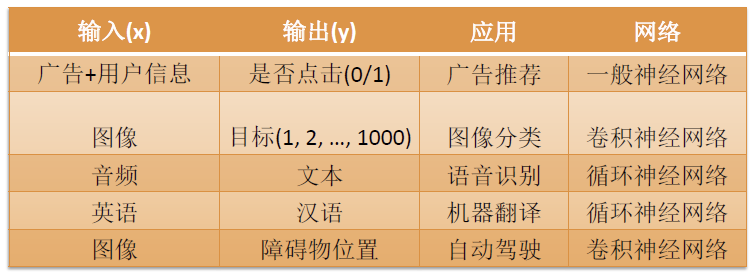 输入(x) 输出(y) 应用 网络
广告+用户信息 是否点击(0/1) 广告推荐 一般神经网络
图像 目标(1, 2, …, 1000) 图像分类 卷积神经网络
音频 文本 语音识别 循环神经网络
英语 汉语 机器翻译 循环神经网络
图像 障碍物位置 自动驾驶 卷积神经网络